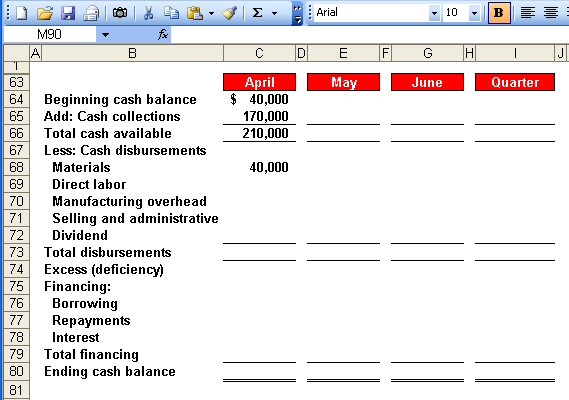 Σ Arial 10 B
M90 fx
A B C D E F G H I J
1
63 April May June Quarter
64 Beginning cash balance $ 40,000
65 Add: Cash collections 170,000
66 Total cash available 210,000
67 Less: Cash disbursements
68 Materials 40,000
69 Direct labor
70 Manufacturing overhead
71 Selling and administrative
72 Dividend
73 Total disbursements
74 Excess (deficiency)
75 Financing:
76 Borrowing
77 Repayments
78 Interest
79 Total financing
80 Ending cash balance
81